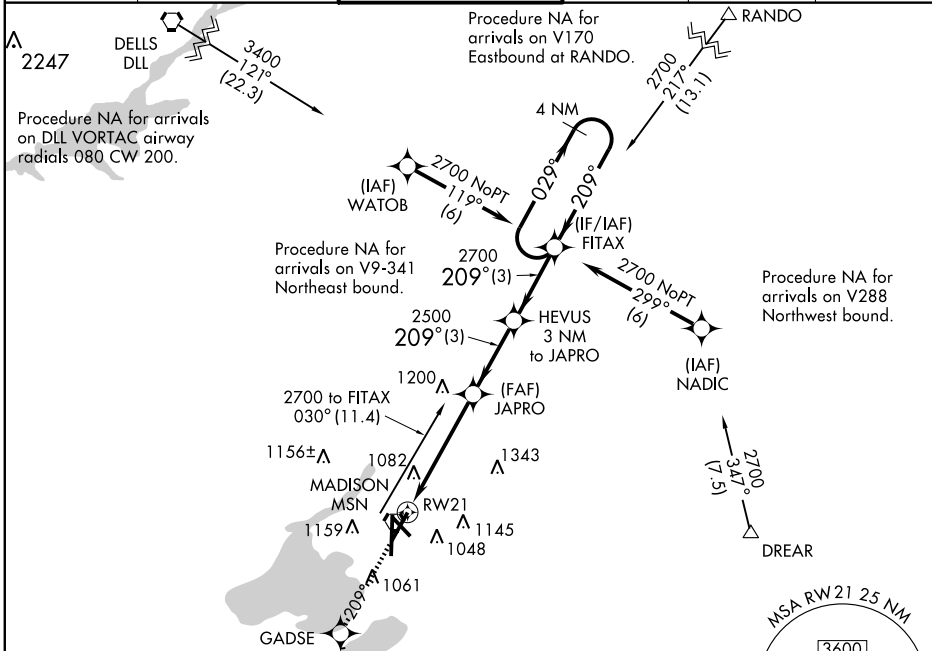 DELLS
DLL
2247
3400
121°
(22.3)
Procedure NA for
arrivals on V170
Eastbound at RANDO.
RANDO
2700
217°
(13.1)
Procedure NA for arrivals
on DLL VORTAC airway
radials 080 CW 200.
4 NM
029°
209°
(IAF)
WATOB
2700 NoPT
119°
(6)
(IF/IAF)
FITAX
Procedure NA for
arrivals on V9-341
Northeast bound.
2700
209° (3)
2700 NoPT
299°
(6)
Procedure NA for
arrivals on V288
Northwest bound.
(IAF)
NADIC
2500
209° (3)
HEVUS
3 NM
to JAPRO
1200
(FAF)
JAPRO
2700 to FITAX
030° (11.4)
1156±
1082
1343
MADISON
MSN
RW21
1159
1145
1048
2700
347°
(7.5)
DREAR
1061
209°
GADSE
MSA RW21 25 NM
3600